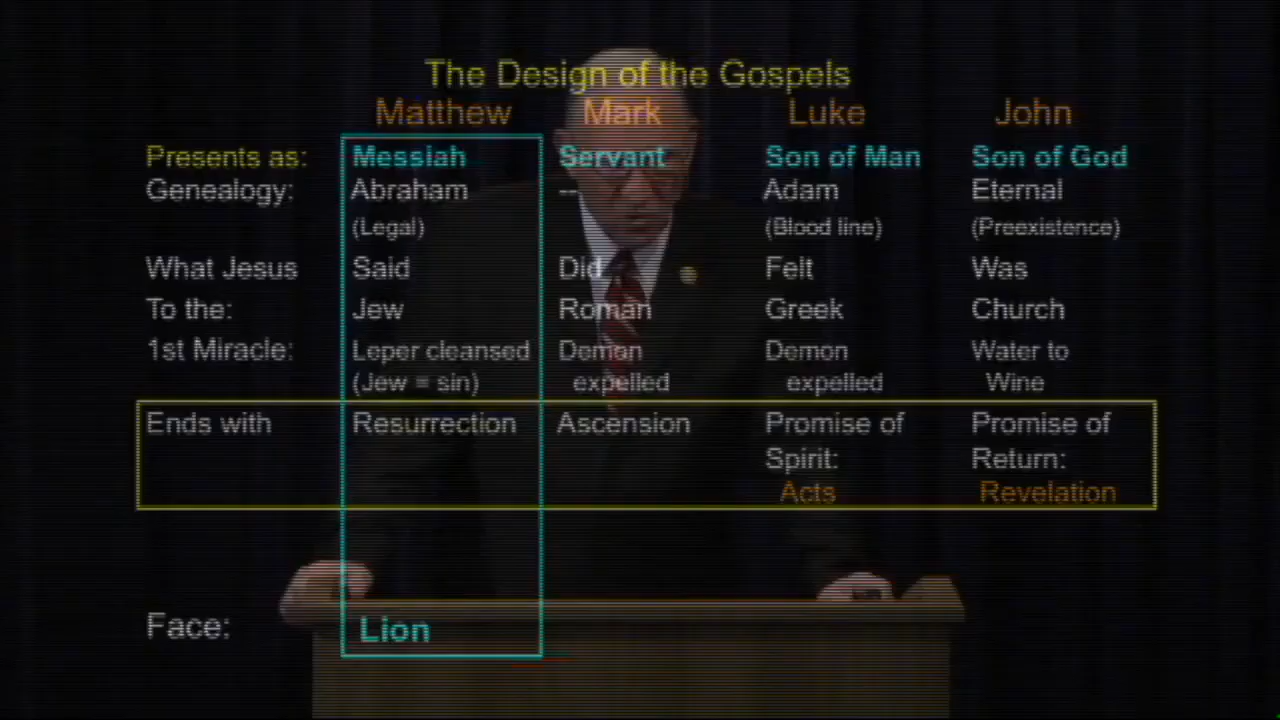 The Design of the Gospels
Matthew Mark Luke John
Presents as: Messiah Servant Son of Man Son of God
Genealogy: Abraham -- Adam Eternal
(Legal) (Blood line) (Preexistence)
What Jesus Said Did Felt Was
To the: Jew Roman Greek Church
1st Miracle: Leper cleansed Demon Demon Water to
(Jew = sin) expelled expelled Wine
Ends with Resurrection Ascension Promise of Promise of
Spirit: Return:
Acts Revelation
Face: Lion